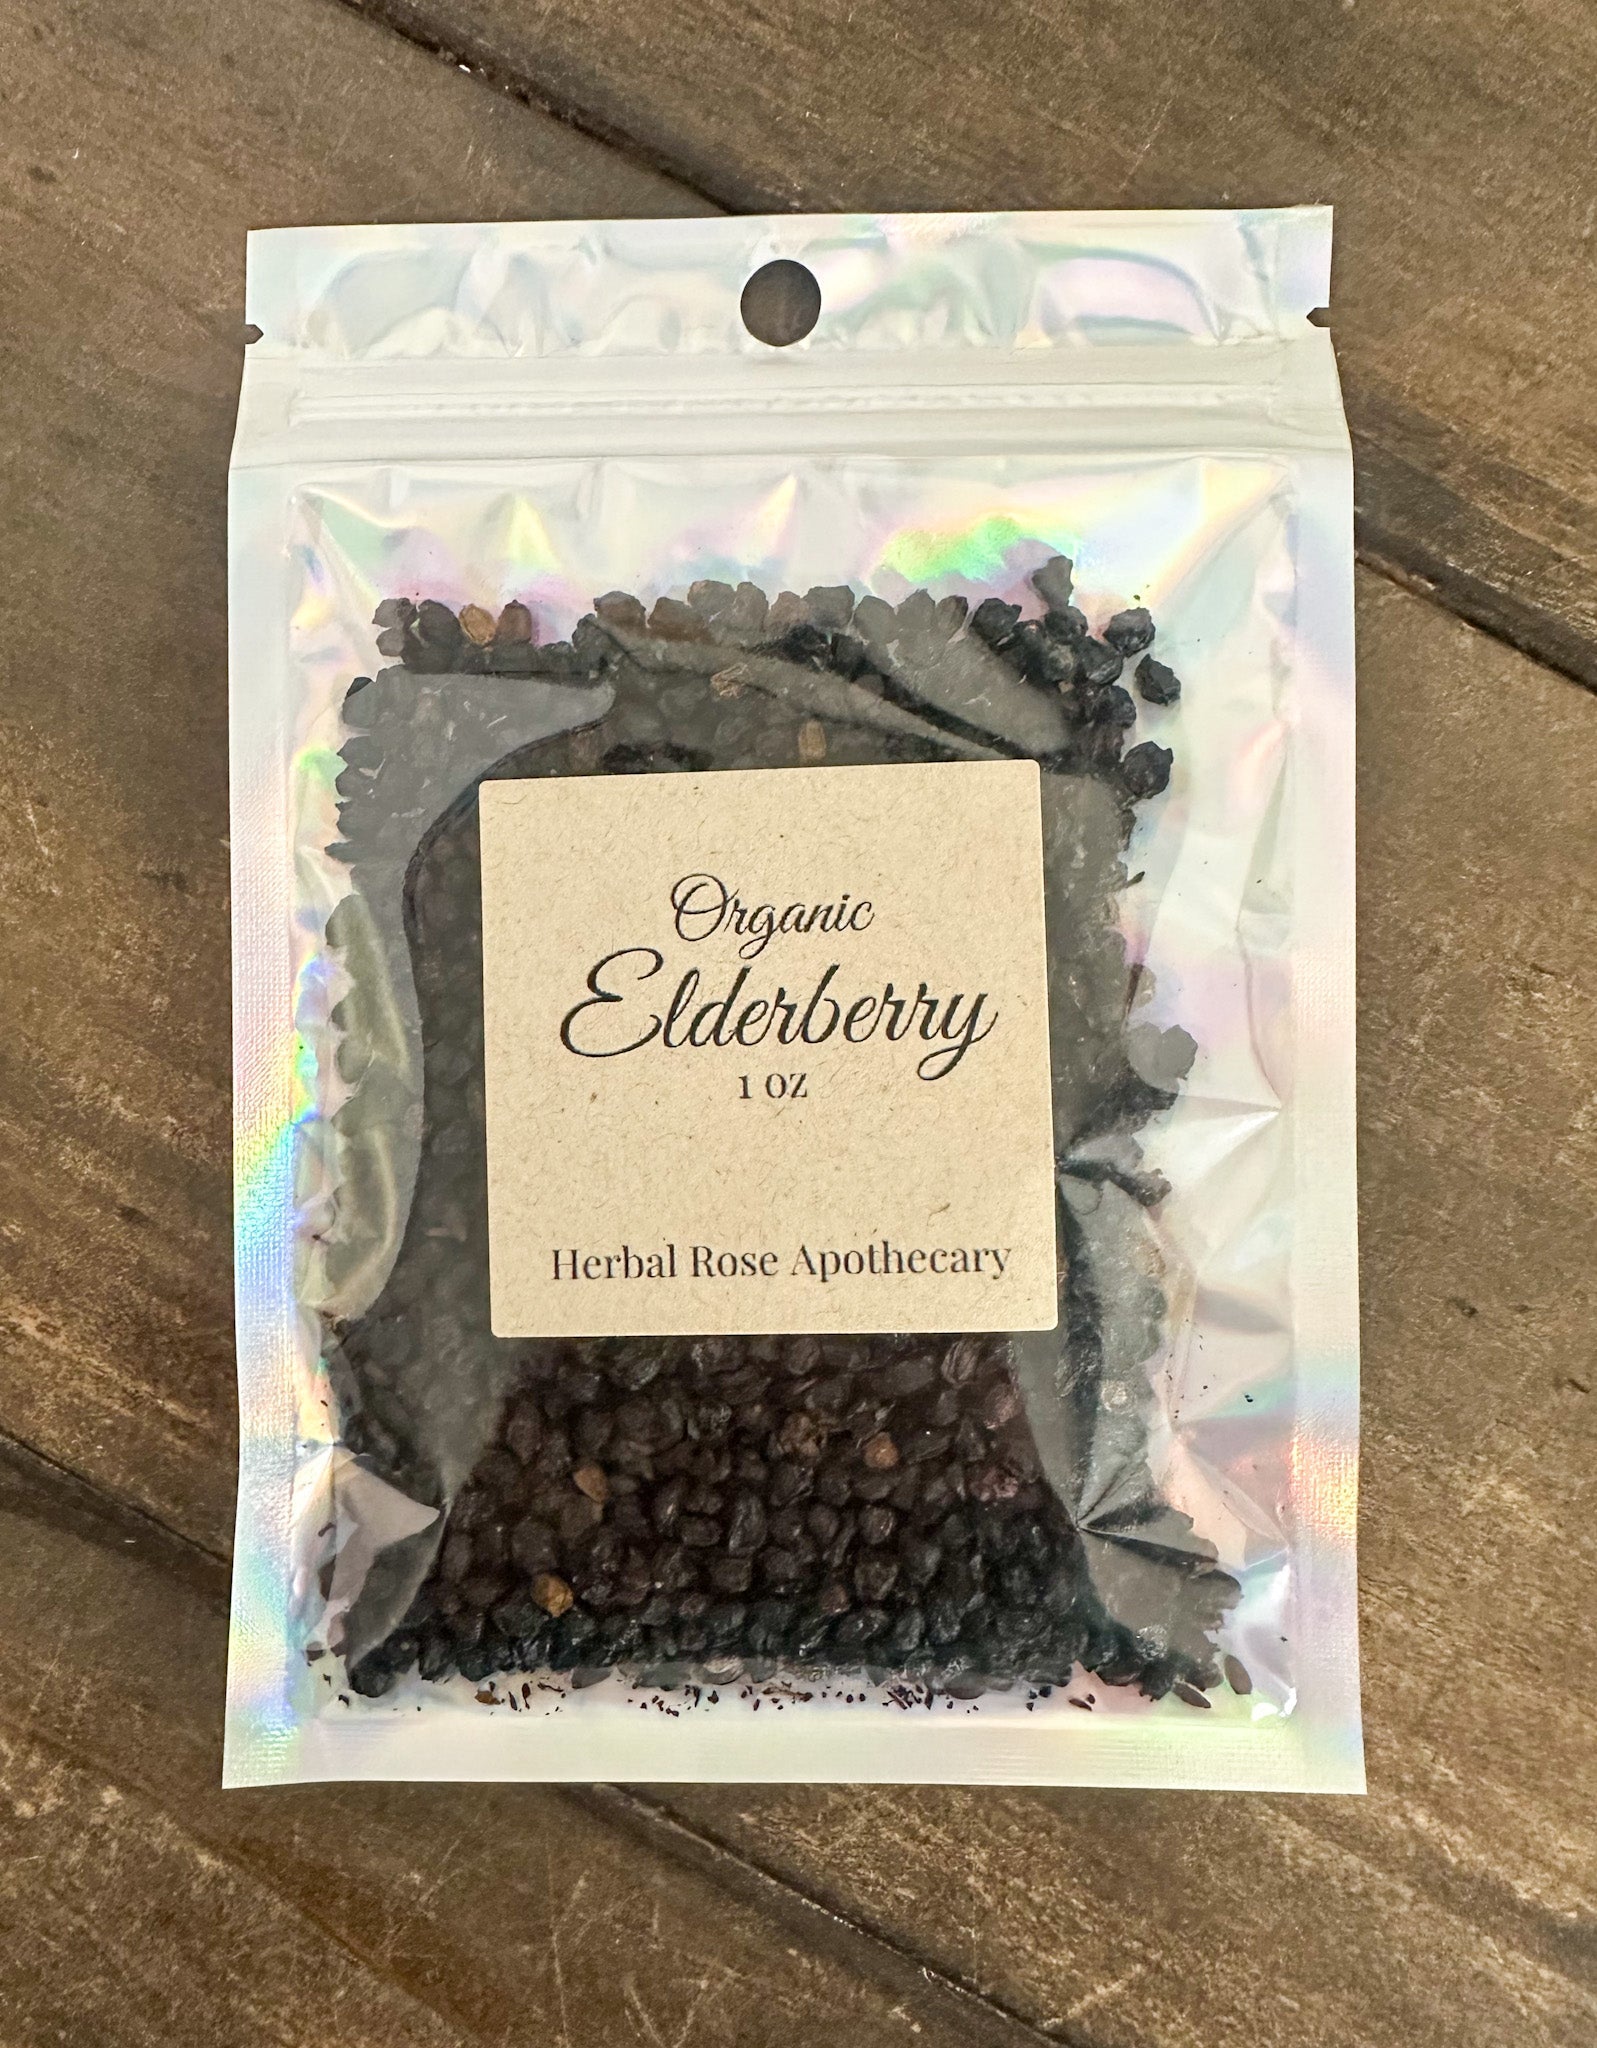 Organic
Elderberry
1 OZ
Herbal Rose Apothecary